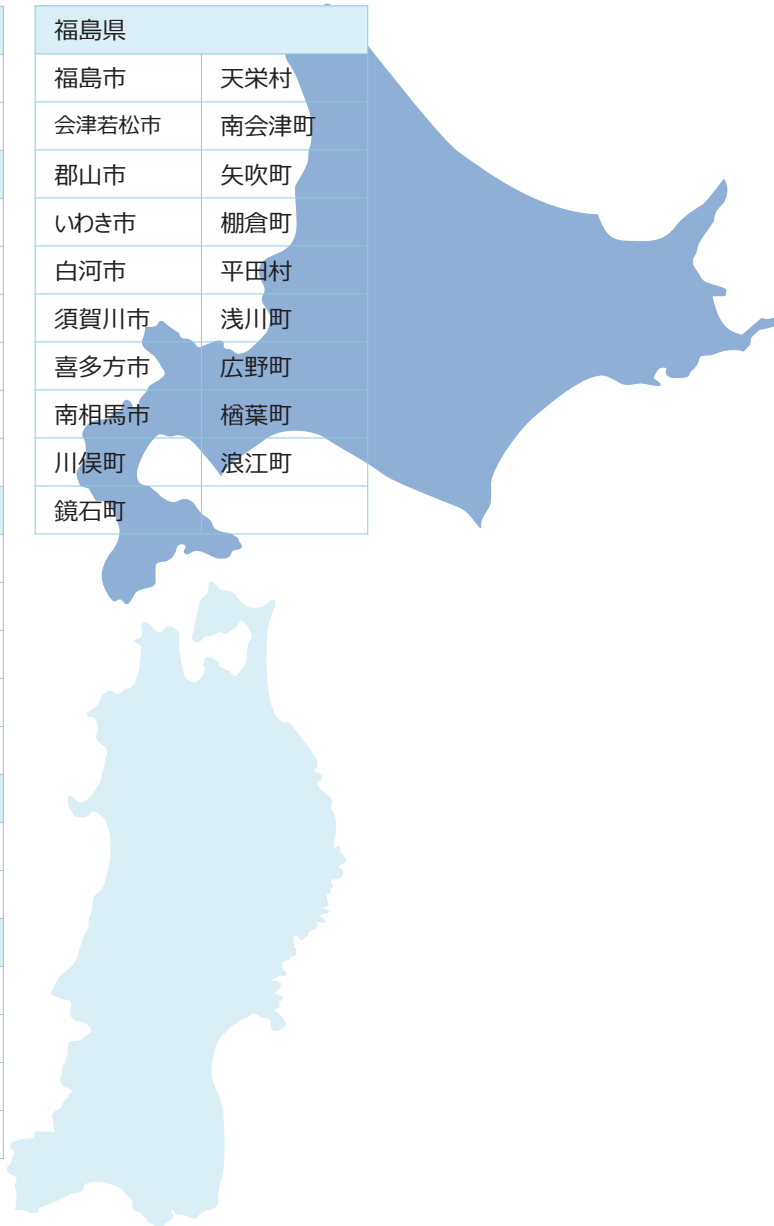 福島県
福島市 天栄村
会津若松市 南会津町
郡山市 矢吹町
いわき市 棚倉町
白河市 平田村
須賀川市 浅川町
喜多方市 広野町
南相馬市 楢葉町
川俣町 浪江町
鏡石町